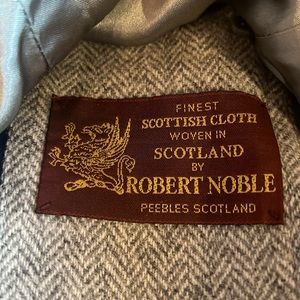 FINEST
SCOTTISH CLOTH
WOVEN IN
SCOTLAND
BY
ROBERT NOBLE
PEEBLES SCOTLAND